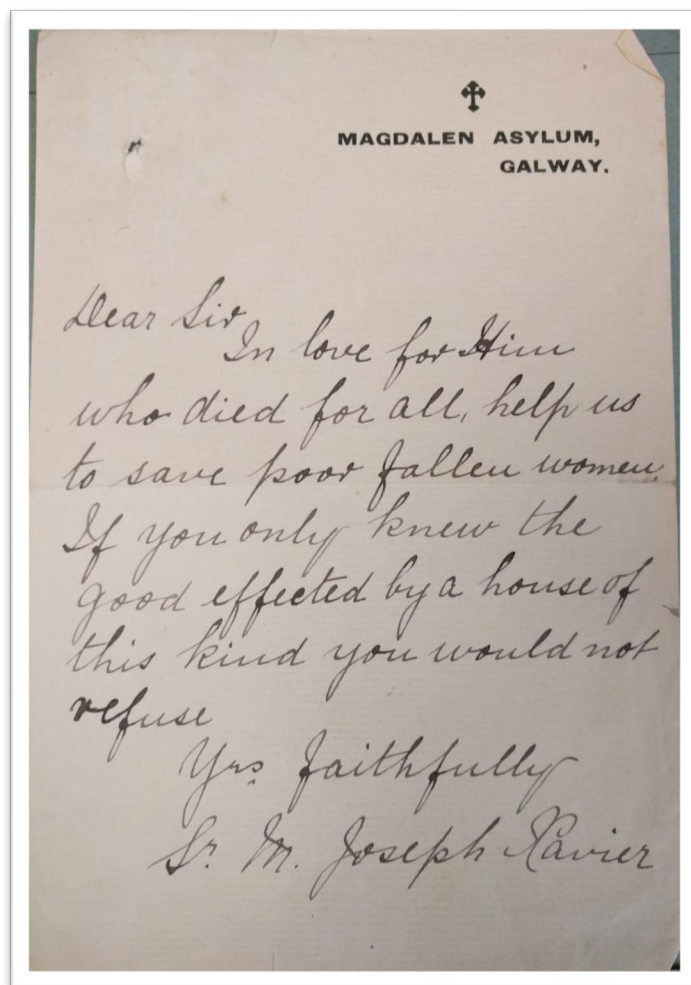 MAGDALEN ASYLUM,
GALWAY.
Dear Sir
In love for Him
who died for all, help us
to save poor fallen women.
If you only knew the
good effected by a house of
this kind you would not
refuse
Yrs faithfully
Sr. M. Joseph Xavier